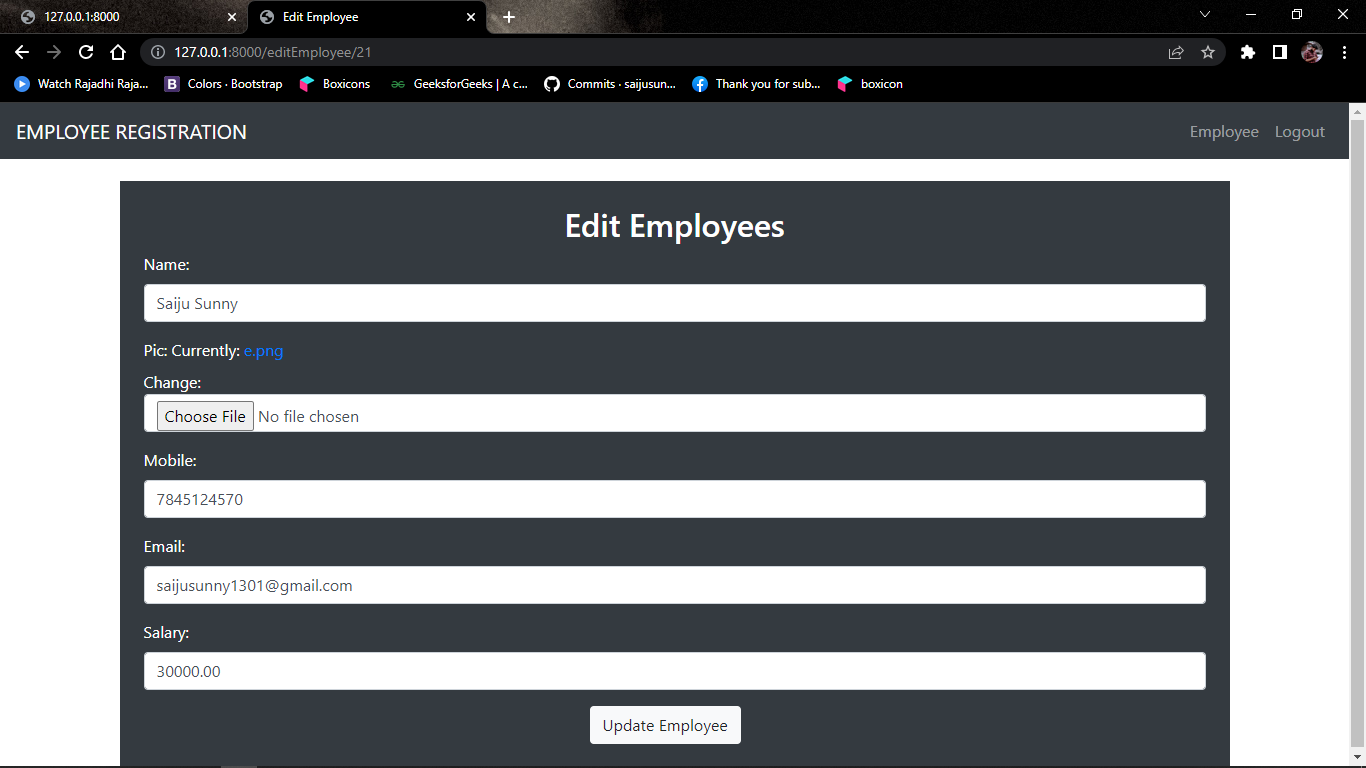 127.0.0.1:8000
Edit Employee
127.0.0.1:8000/editEmployee/21
Watch Rajadhi Raja...
B Colors · Bootstrap
Boxicons
GeeksforGeeks | A c...
Commits · saijusun...
Thank you for sub...
boxicon
EMPLOYEE REGISTRATION
Employee Logout
Edit Employees
Name:
Saiju Sunny
Pic: Currently: e.png
Change:
Choose File No file chosen
Mobile:
7845124570
Email:
saijusunny1301@gmail.com
Salary:
30000.00
Update Employee